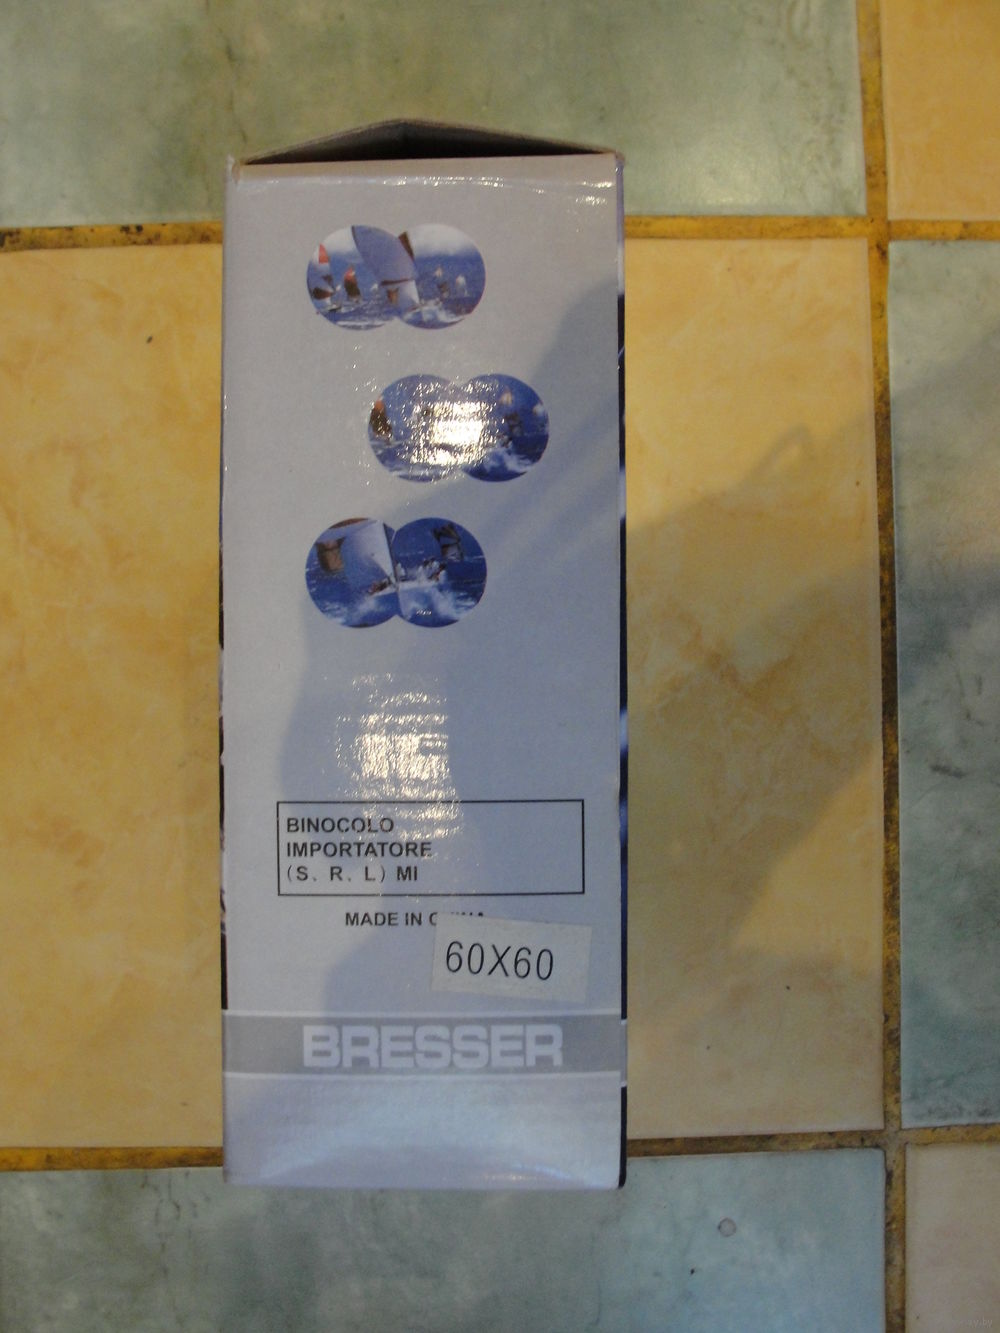 BINOCOLO
IMPORTATORE
(S、R、L) MI
MADE IN
60X60
BRESSER